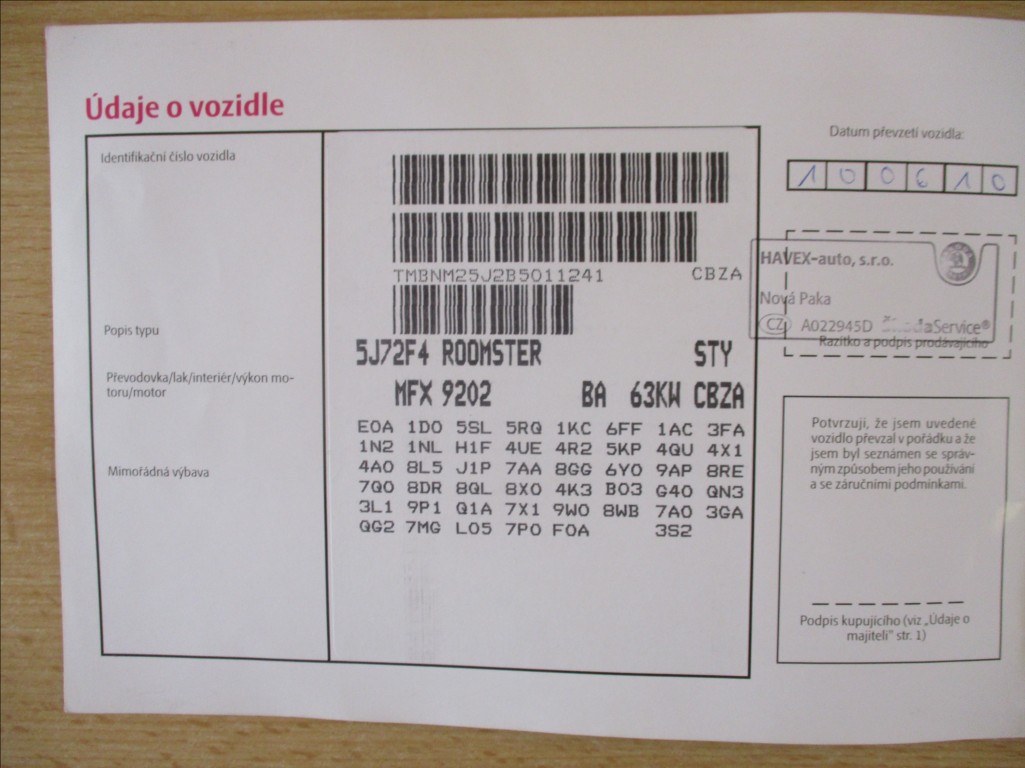 Údaje o vozidle
Identifikační číslo vozidla
TMBNM25J2B5011241 CBZA
Popis typu
5J72F4 ROOMSTER STY
Převodovka/lak/interiér/výkon mo-
toru/motor
MFX 9202 BA 63KW CBZA
Mimořádná výbava
E0A 1D0 5SL 5RQ 1KC 6FF 1AC 3FA
1N2 1NL H1F 4UE 4R2 5KP 4QU 4X1
4A0 8L5 J1P 7AA 8GG 6Y0 9AP 8RE
7Q0 8DR 8QL 8X0 4K3 B03 G40 QN3
3L1 9P1 Q1A 7X1 9W0 8WB 7A0 3GA
QG2 7MG L05 7P0 F0A 3S2
Datum převzetí vozidla:
1 0 0 6 1 0
HAVEX-auto, s.r.o.
Nová Paka
CZ A022945D ŠkodaService®
Razítko a podpis prodávajícího
Potvrzuji, že jsem uvedené
vozidlo převzal v pořádku a že
jsem byl seznámen se správ-
ným způsobem jeho používání
a se záručními podmínkami.
Podpis kupujícího (viz „Údaje o
majiteli" str. 1)